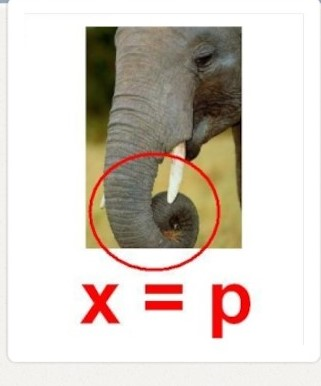 x = p